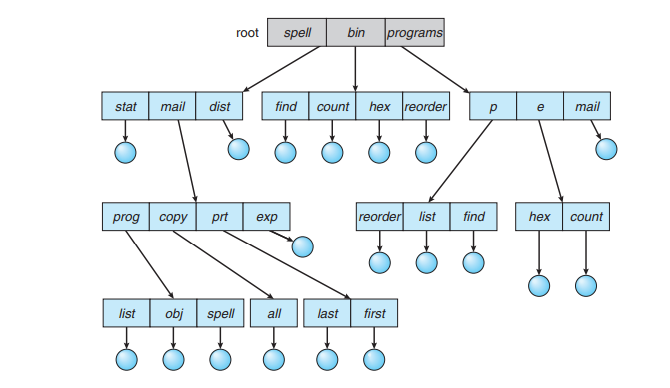 root spell bin programs
stat mail dist find count hex reorder p e mail
prog copy prt exp reorder list find hex count
list obj spell all last first